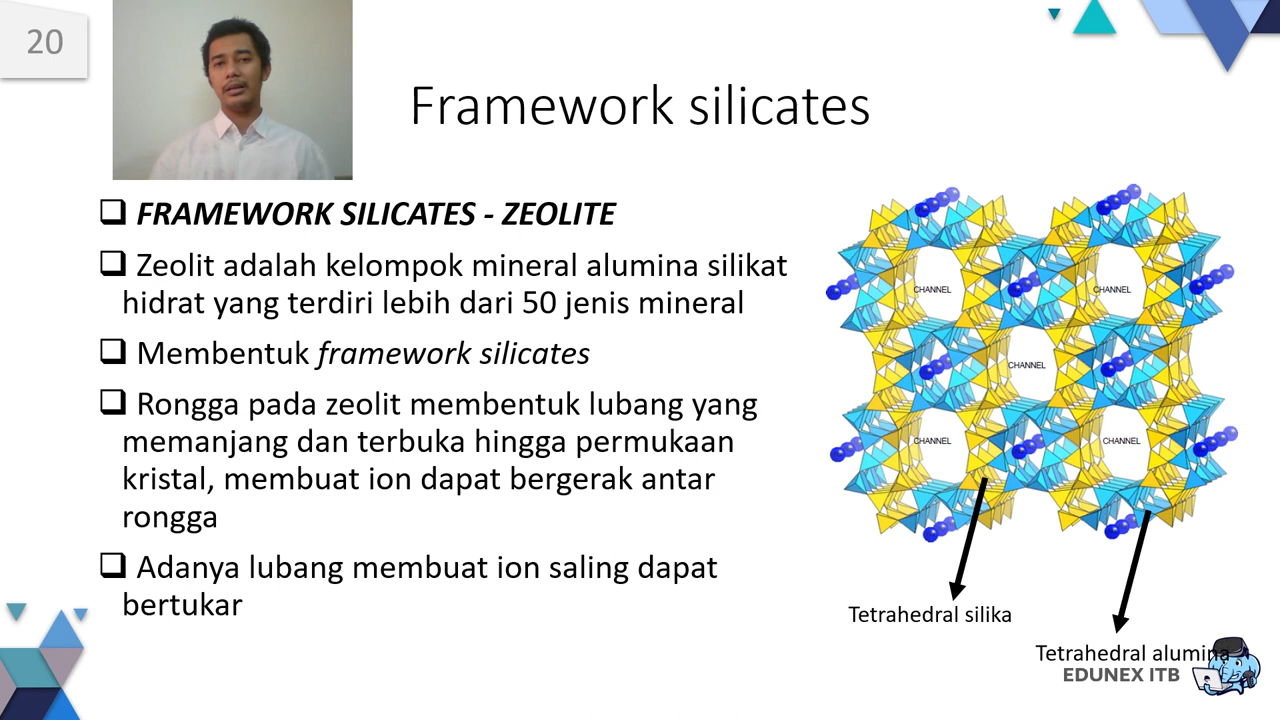 20
Framework silicates
FRAMEWORK SILICATES - ZEOLITE
Zeolit adalah kelompok mineral alumina silikat
hidrat yang terdiri lebih dari 50 jenis mineral
Membentuk framework silicates
Rongga pada zeolit membentuk lubang yang
memanjang dan terbuka hingga permukaan
kristal, membuat ion dapat bergerak antar
rongga
Adanya lubang membuat ion saling dapat
bertukar
CHANNEL
CHANNEL
CHANNEL
CHANNEL
CHANNEL
Tetrahedral silika
Tetrahedral alumina
EDUNEX ITB